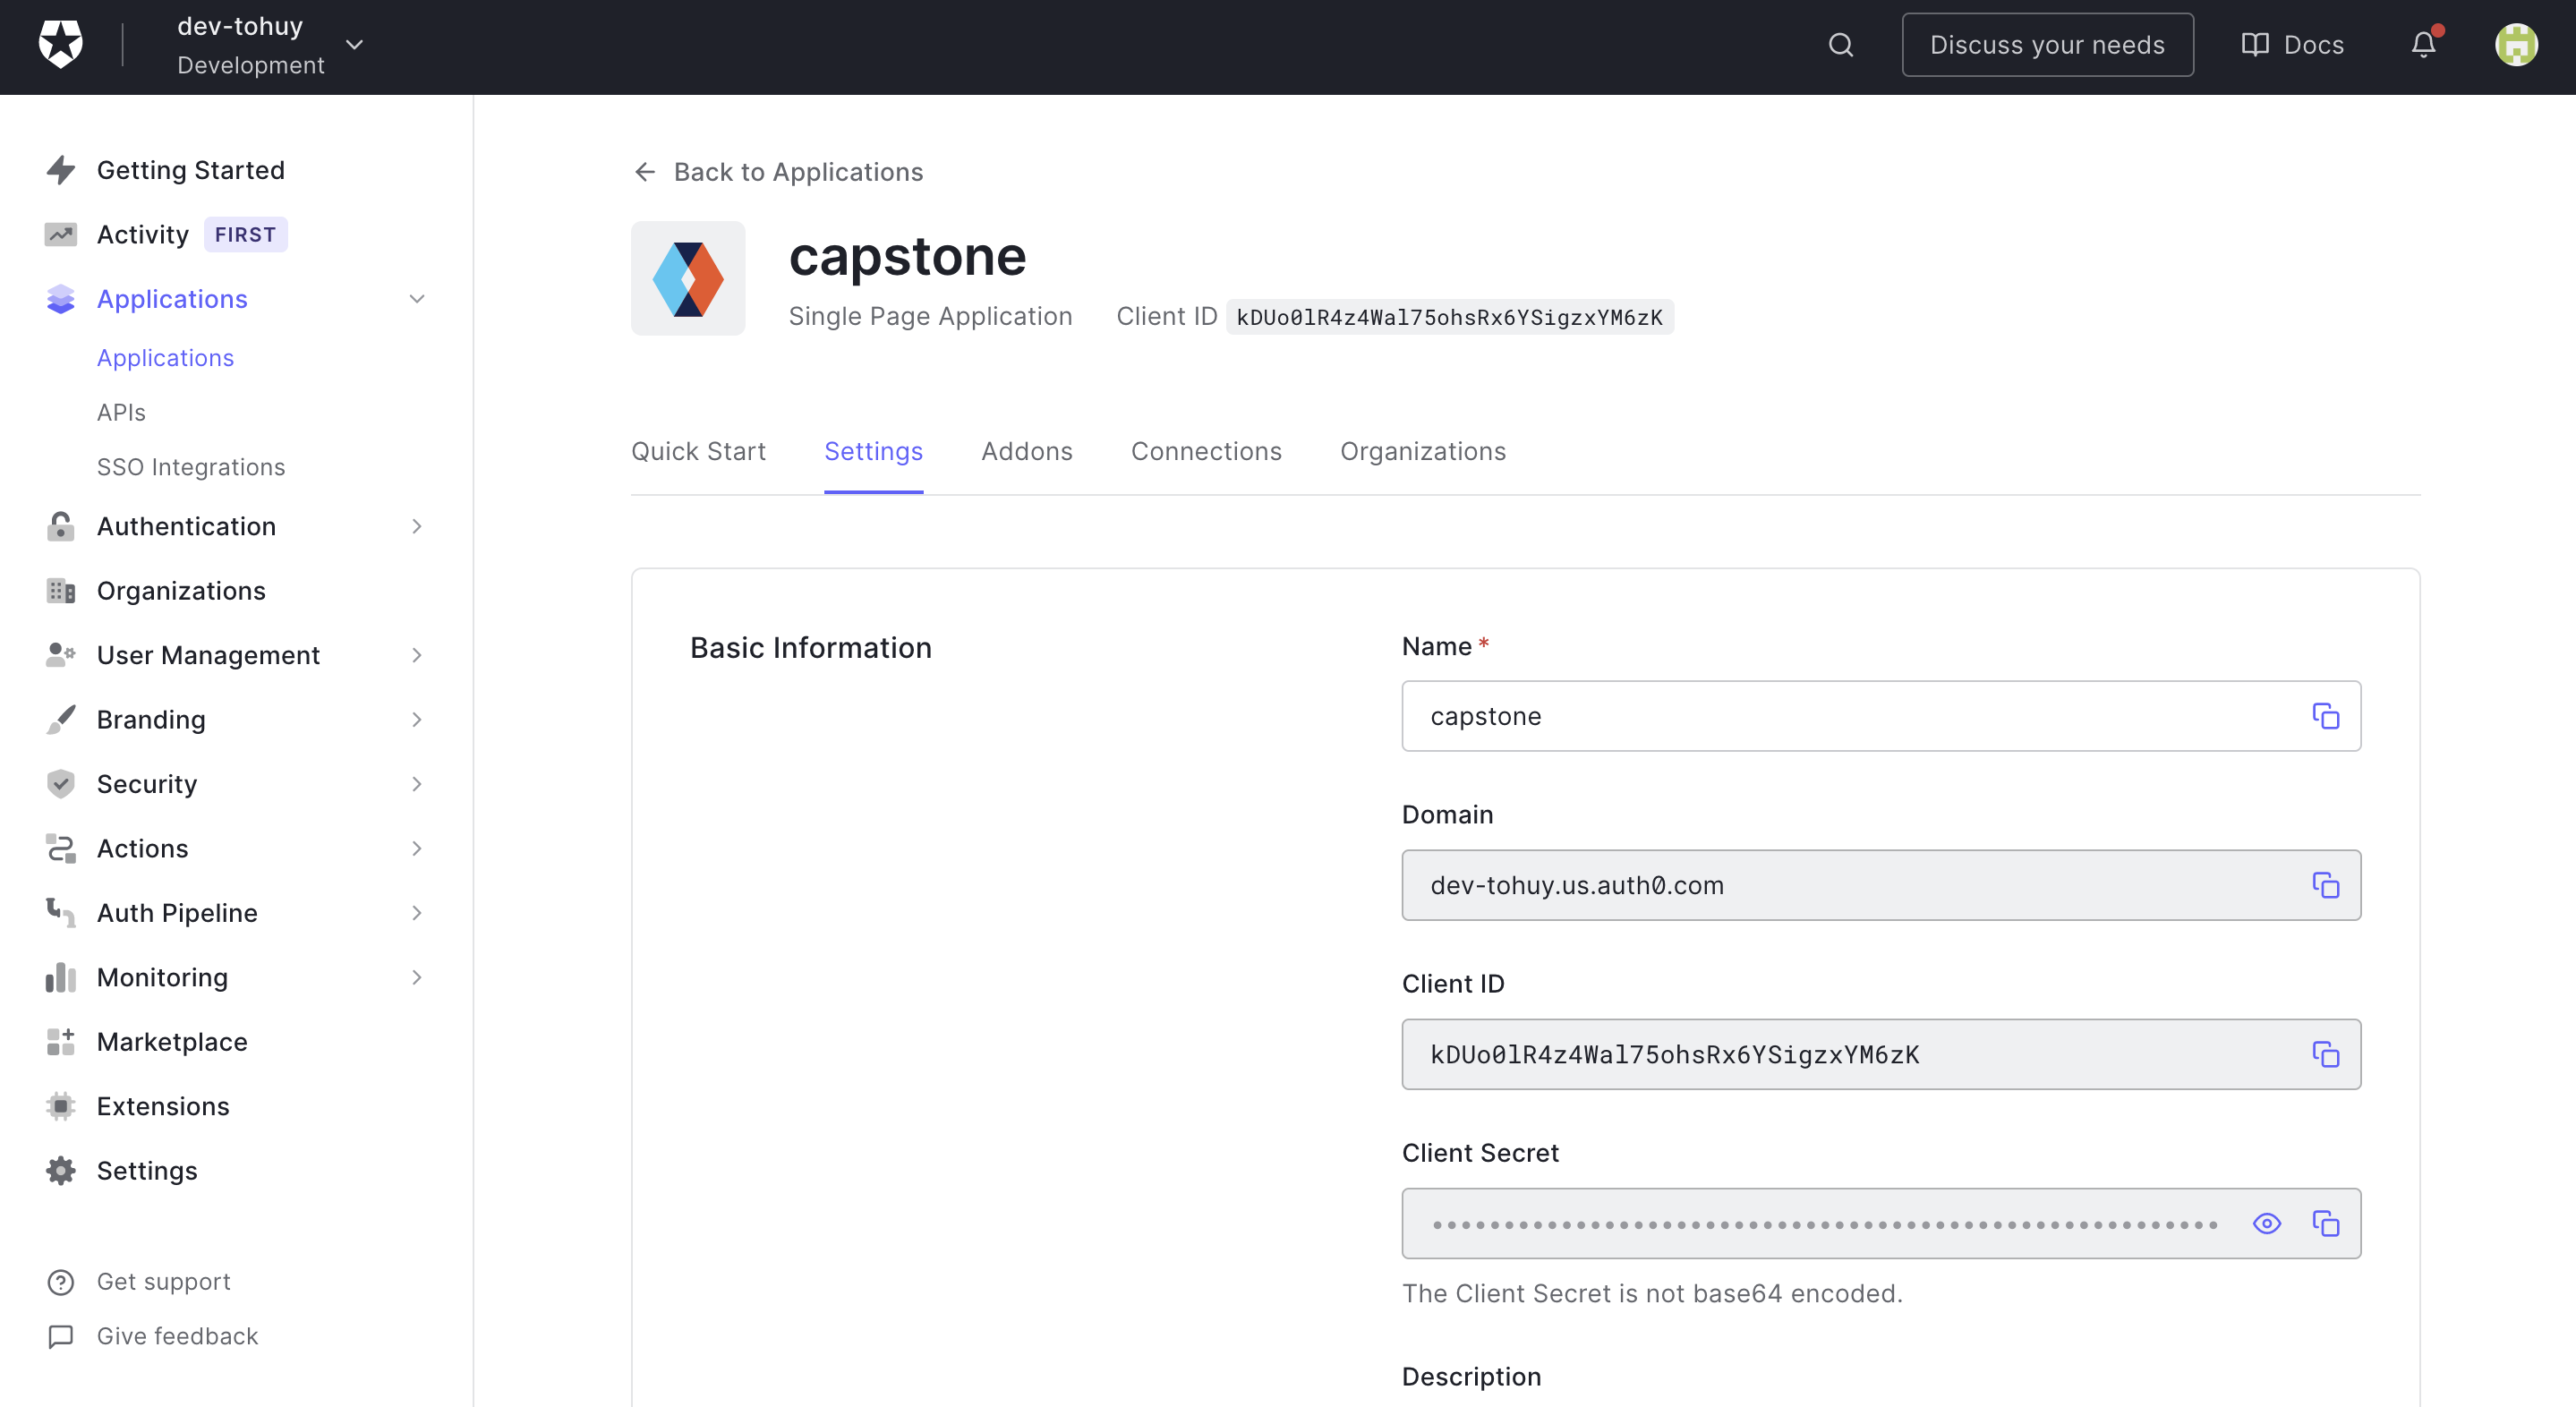 dev-tohuy
Development
Discuss your needs
Docs
Getting Started
Activity FIRST
Applications
Applications
APIs
SSO Integrations
Authentication
Organizations
User Management
Branding
Security
Actions
Auth Pipeline
Monitoring
Marketplace
Extensions
Settings
Get support
Give feedback
Back to Applications
capstone
Single Page Application Client ID kDUo0lR4z4Wal75ohsRx6YSigzxYM6zK
Quick Start Settings Addons Connections Organizations
Basic Information
Name *
capstone
Domain
dev-tohuy.us.auth0.com
Client ID
kDUo0lR4z4Wal75ohsRx6YSigzxYM6zK
Client Secret
The Client Secret is not base64 encoded.
Description